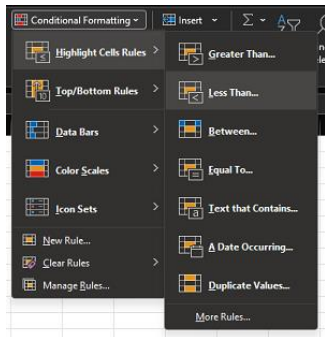 Conditional Formatting
Insert
Highlight Cells Rules
Top/Bottom Rules
10
Data Bars
Color Scales
Icon Sets
New Rule...
Clear Rules
Manage Rules...
Greater Than...
Less Than...
Between...
Equal To...
Text that Contains...
A Date Occurring...
Duplicate Values...
More Rules...